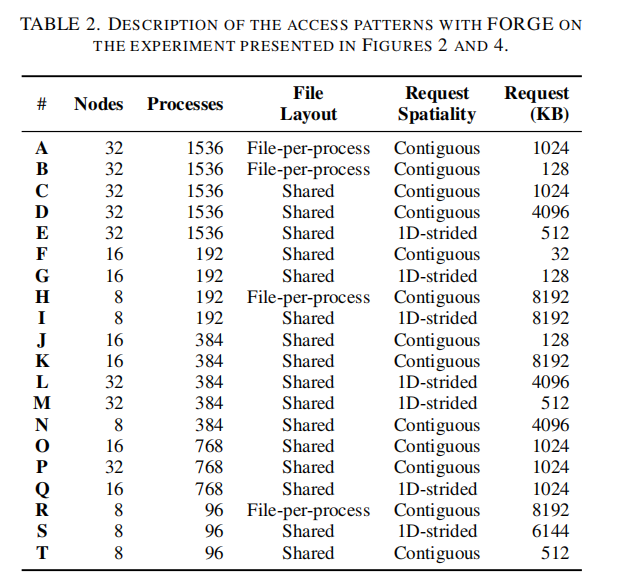 TABLE 2. DESCRIPTION OF THE ACCESS PATTERNS WITH FORGE ON
THE EXPERIMENT PRESENTED IN FIGURES 2 AND 4.
# Nodes Processes File Layout Request Spatiality Request (KB)
A 32 1536 File-per-process Contiguous 1024
B 32 1536 File-per-process Contiguous 128
C 32 1536 Shared Contiguous 1024
D 32 1536 Shared Contiguous 4096
E 32 1536 Shared 1D-strided 512
F 16 192 Shared Contiguous 32
G 16 192 Shared 1D-strided 128
H 8 192 File-per-process Contiguous 8192
I 8 192 Shared 1D-strided 8192
J 16 384 Shared Contiguous 128
K 16 384 Shared Contiguous 8192
L 32 384 Shared 1D-strided 4096
M 32 384 Shared 1D-strided 512
N 8 384 Shared Contiguous 4096
O 16 768 Shared Contiguous 1024
P 32 768 Shared Contiguous 1024
Q 16 768 Shared 1D-strided 1024
R 8 96 File-per-process Contiguous 8192
S 8 96 Shared 1D-strided 6144
T 8 96 Shared Contiguous 512